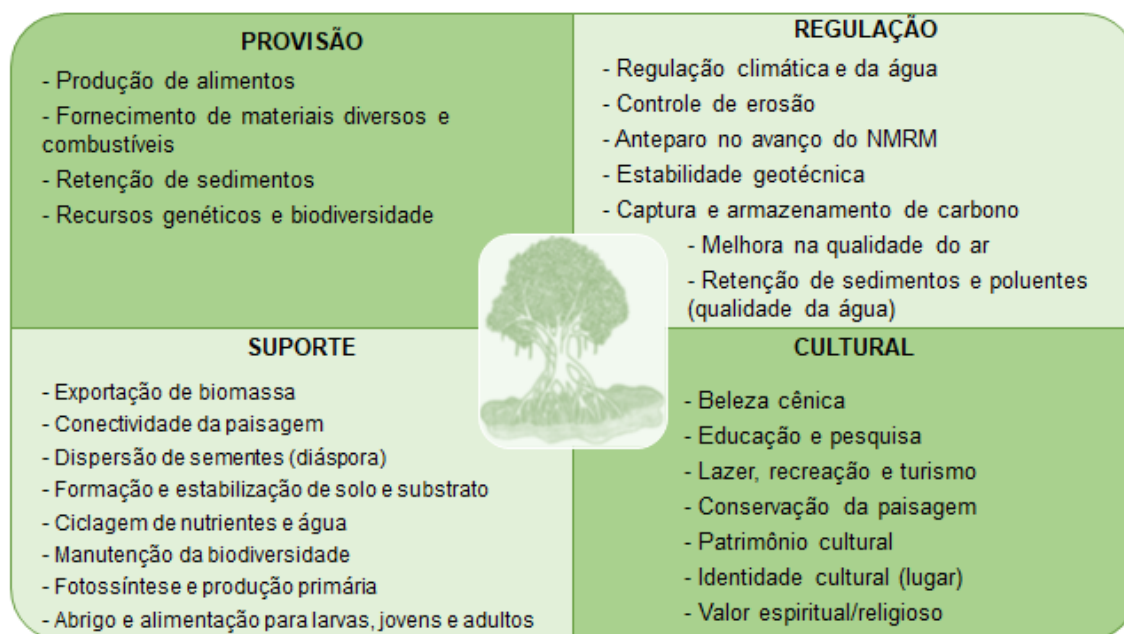 PROVISÃO
- Produção de alimentos
- Fornecimento de materiais diversos e
combustíveis
- Retenção de sedimentos
- Recursos genéticos e biodiversidade
REGULAÇÃO
- Regulação climática e da água
- Controle de erosão
- Anteparo no avanço do NMRM
- Estabilidade geotécnica
- Captura e armazenamento de carbono
- Melhora na qualidade do ar
- Retenção de sedimentos e poluentes
(qualidade da água)
SUPORTE
- Exportação de biomassa
- Conectividade da paisagem
- Dispersão de sementes (diáspora)
- Formação e estabilização de solo e substrato
- Ciclagem de nutrientes e água
- Manutenção da biodiversidade
- Fotossíntese e produção primária
- Abrigo e alimentação para larvas, jovens e adultos
CULTURAL
- Beleza cênica
- Educação e pesquisa
- Lazer, recreação e turismo
- Conservação da paisagem
- Patrimônio cultural
- Identidade cultural (lugar)
- Valor espiritual/religioso